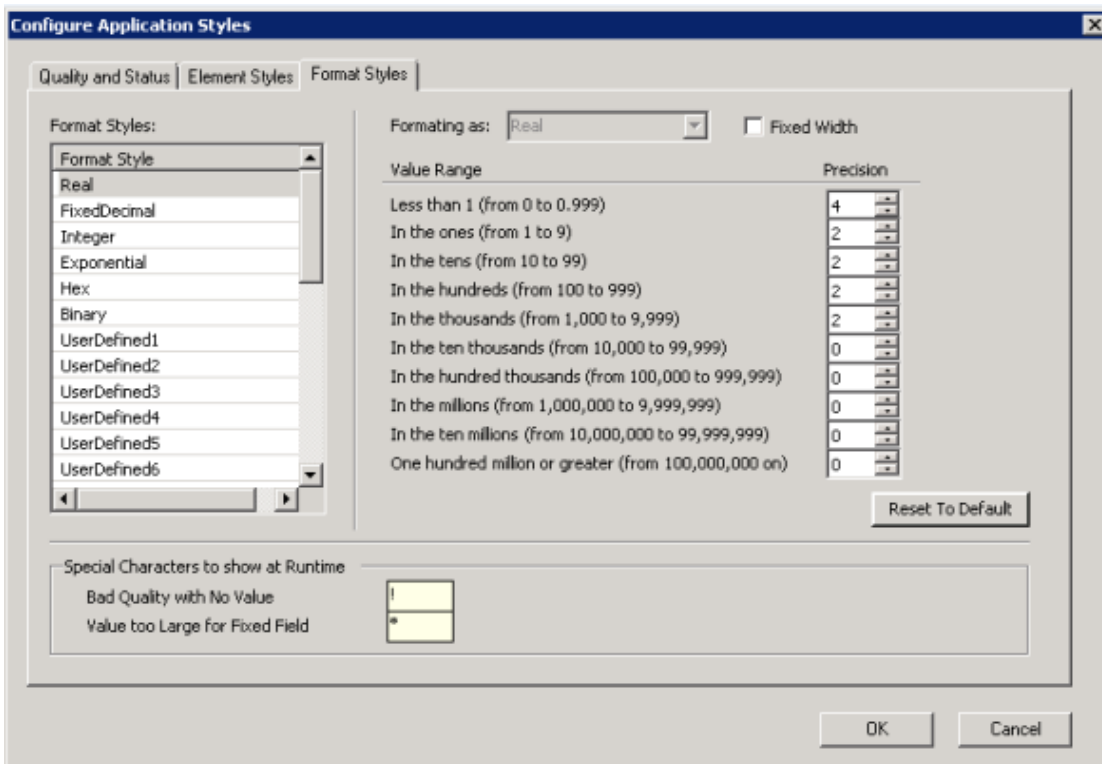 Configure Application Styles
Quality and Status Element Styles Format Styles
Format Styles:
Format Style
Real
FixedDecimal
Integer
Exponential
Hex
Binary
UserDefined1
UserDefined2
UserDefined3
UserDefined4
UserDefined5
UserDefined6
Formating as: Real Fixed Width
Value Range Precision
Less than 1 (from 0 to 0.999) 4
In the ones (from 1 to 9) 2
In the tens (from 10 to 99) 2
In the hundreds (from 100 to 999) 2
In the thousands (from 1,000 to 9,999) 2
In the ten thousands (from 10,000 to 99,999) 0
In the hundred thousands (from 100,000 to 999,999) 0
In the millions (from 1,000,000 to 9,999,999) 0
In the ten millions (from 10,000,000 to 99,999,999) 0
One hundred million or greater (from 100,000,000 on) 0
Reset To Default
Special Characters to show at Runtime
Bad Quality with No Value !
Value too Large for Fixed Field *
OK Cancel